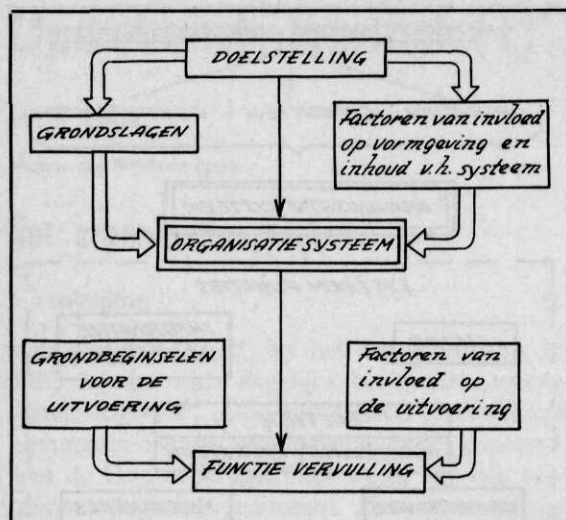 DOELSTELLING
GRONDSLAGEN
Factoren van invloed
op vormgeving en
inhoud v.h. systeem
ORGANISATIE SYSTEEM
GRONDBEGINSELEN
VOOR DE
UITVOERING
Factoren van
invloed op
de uitvoering
FUNCTIE VERVULLING